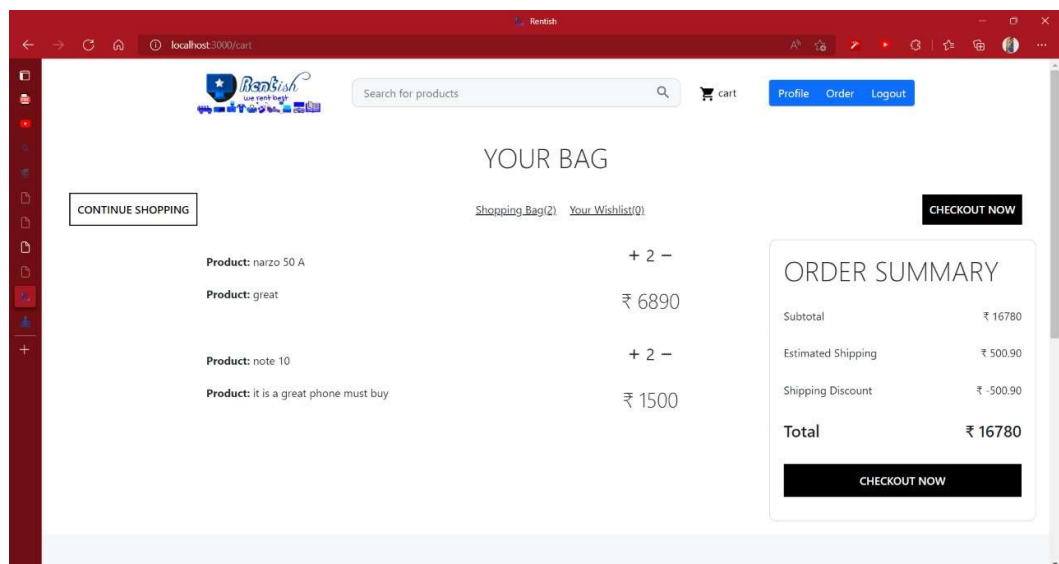 Rentish
localhost:3000/cart
Rentish
we rent best
Search for products
cart
Profile Order Logout
YOUR BAG
CONTINUE SHOPPING
Shopping Bag(2) Your Wishlist(0)
CHECKOUT NOW
Product: narzo 50 A
+ 2 −
Product: great
₹ 6890
Product: note 10
+ 2 −
Product: it is a great phone must buy
₹ 1500
ORDER SUMMARY
Subtotal ₹ 16780
Estimated Shipping ₹ 500.90
Shipping Discount ₹ -500.90
Total ₹ 16780
CHECKOUT NOW